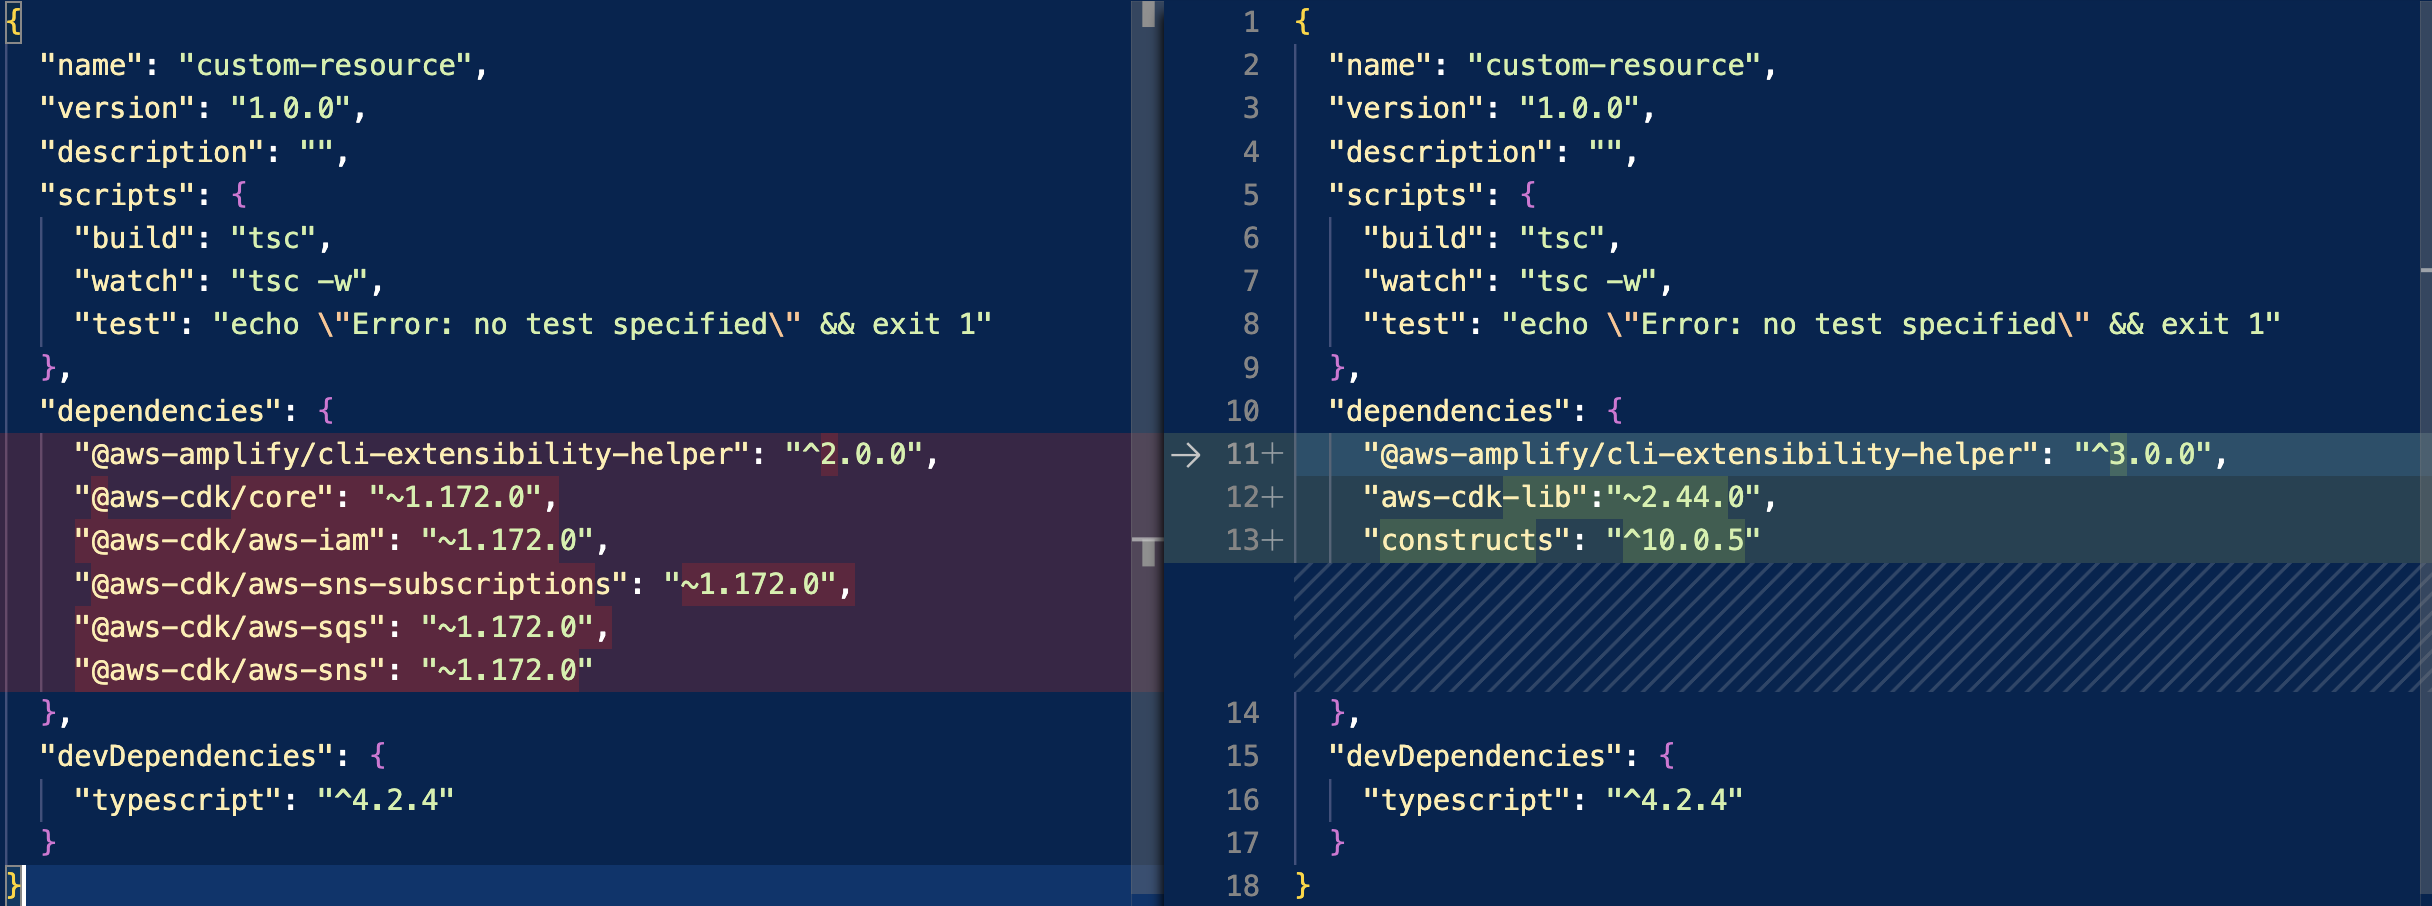 {
  "name": "custom-resource",
  "version": "1.0.0",
  "description": "",
  "scripts": {
    "build": "tsc",
    "watch": "tsc -w",
    "test": "echo \"Error: no test specified\" && exit 1"
  },
  "dependencies": {
    "@aws-amplify/cli-extensibility-helper": "^2.0.0",
    "@aws-cdk/core": "~1.172.0",
    "@aws-cdk/aws-iam": "~1.172.0",
    "@aws-cdk/aws-sns-subscriptions": "~1.172.0",
    "@aws-cdk/aws-sqs": "~1.172.0",
    "@aws-cdk/aws-sns": "~1.172.0"
  },
  "devDependencies": {
    "typescript": "^4.2.4"
  }
}
1 {
2   "name": "custom-resource",
3   "version": "1.0.0",
4   "description": "",
5   "scripts": {
6     "build": "tsc",
7     "watch": "tsc -w",
8     "test": "echo \"Error: no test specified\" && exit 1"
9   },
10   "dependencies": {
→ 11+     "@aws-amplify/cli-extensibility-helper": "^3.0.0",
12+     "aws-cdk-lib":"~2.44.0",
13+     "constructs": "^10.0.5"
14   },
15   "devDependencies": {
16     "typescript": "^4.2.4"
17   }
18 }